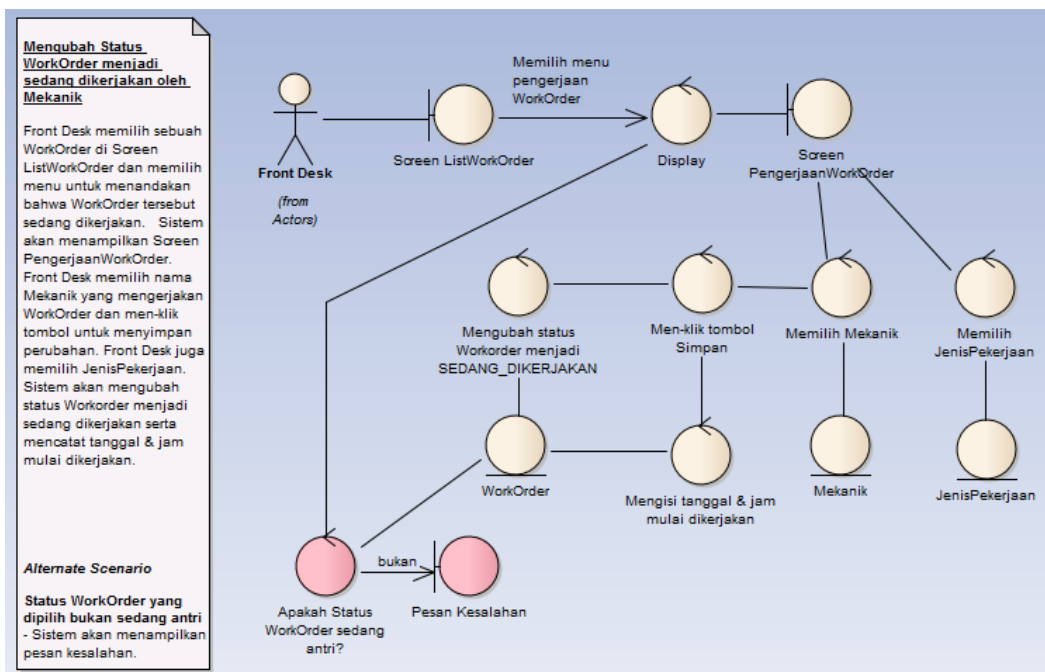 Mengubah Status
WorkOrder menjadi
sedang dikerjakan oleh
Mekanik
Front Desk memilih sebuah
WorkOrder di Screen
ListWorkOrder dan memilih
menu untuk menandakan
bahwa WorkOrder tersebut
sedang dikerjakan. Sistem
akan menampilkan Screen
PengerjaanWorkOrder.
Front Desk memilih nama
Mekanik yang mengerjakan
WorkOrder dan men-klik
tombol untuk menyimpan
perubahan. Front Desk juga
memilih JenisPekerjaan.
Sistem akan mengubah
status Workorder menjadi
sedang dikerjakan serta
mencatat tanggal & jam
mulai dikerjakan.
Alternate Scenario
Status WorkOrder yang
dipilih bukan sedang antri
- Sistem akan menampilkan
pesan kesalahan.
Front Desk
(from
Actors)
Screen ListWorkOrder
Memilih menu
pengerjaan
WorkOrder
Display
Screen
PengerjaanWorkOrder
Mengubah status
Workorder menjadi
SEDANG_DIKERJAKAN
Men-klik tombol
Simpan
Memilih Mekanik
Memilih
JenisPekerjaan
WorkOrder
Mengisi tanggal & jam
mulai dikerjakan
Mekanik
JenisPekerjaan
Apakah Status
WorkOrder sedang
antri?
bukan
Pesan Kesalahan